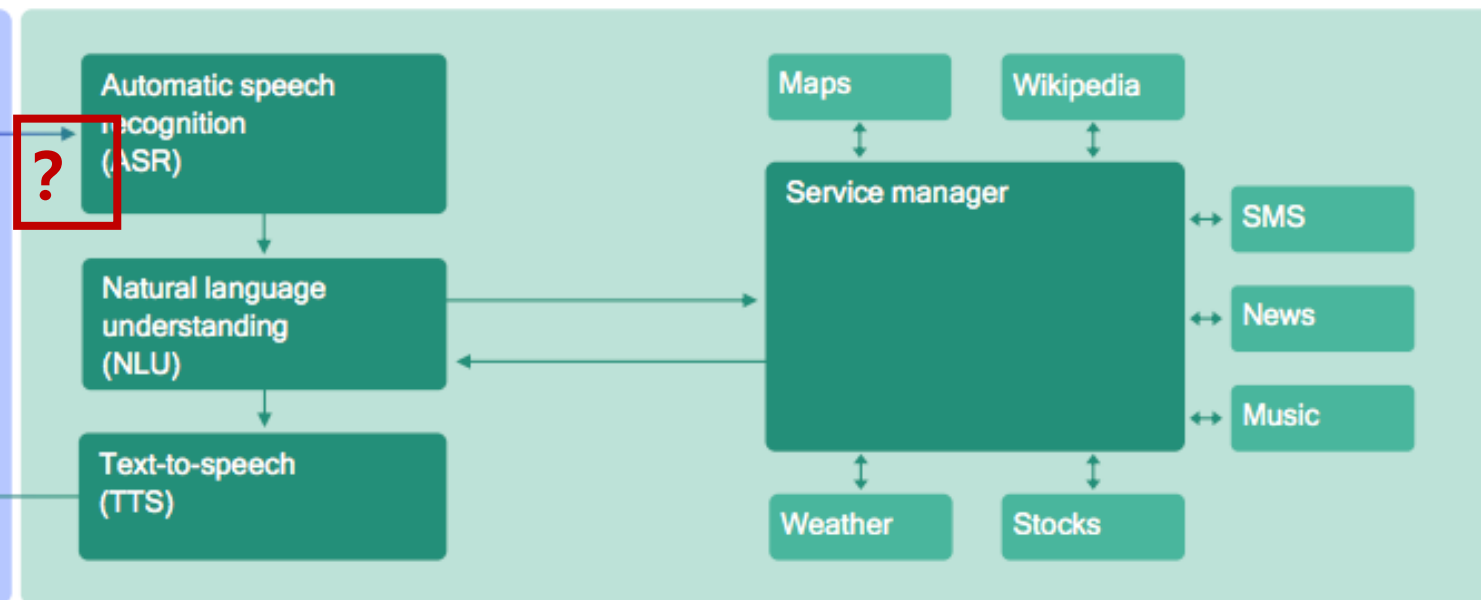 Automatic speech
recognition
(ASR)
?
Natural language
understanding
(NLU)
Text-to-speech
(TTS)
Maps
Wikipedia
Service manager
SMS
News
Music
Weather
Stocks